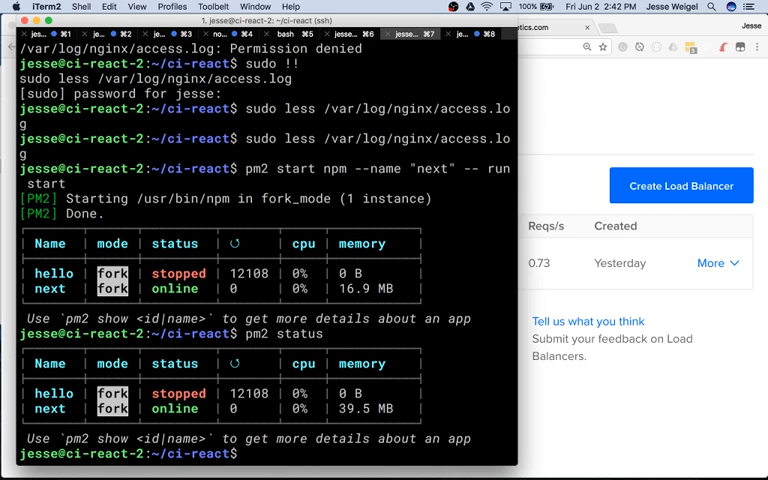 iTerm2 Shell Edit View Profiles Toolbelt Window Help 100% Fri Jun 2 2:42 PM Jesse Weigel
1. jesse@ci-react-2: ~/ci-react (ssh)
je... ⌘1 je... ⌘2 je... ⌘3 no... ⌘4 bash ⌘5 jesse... ⌘6 jesse... ⌘7 je... ⌘8
etics.com
Jesse
/var/log/nginx/access.log: Permission denied
jesse@ci-react-2:~/ci-react$ sudo !!
sudo less /var/log/nginx/access.log
[sudo] password for jesse:
jesse@ci-react-2:~/ci-react$ sudo less /var/log/nginx/access.lo
g
jesse@ci-react-2:~/ci-react$ sudo less /var/log/nginx/access.lo
g
jesse@ci-react-2:~/ci-react$ pm2 start npm --name "next" -- run
start
[PM2] Starting /usr/bin/npm in fork_mode (1 instance)
[PM2] Done.
Name mode status ↺ cpu memory
hello fork stopped 12108 0% 0 B
next fork online 0 0% 16.9 MB
Use `pm2 show <id|name>` to get more details about an app
jesse@ci-react-2:~/ci-react$ pm2 status
Name mode status ↺ cpu memory
hello fork stopped 12108 0% 0 B
next fork online 0 0% 39.5 MB
Use `pm2 show <id|name>` to get more details about an app
jesse@ci-react-2:~/ci-react$
Create Load Balancer
Reqs/s Created
0.73 Yesterday More
Tell us what you think
Submit your feedback on Load
Balancers.